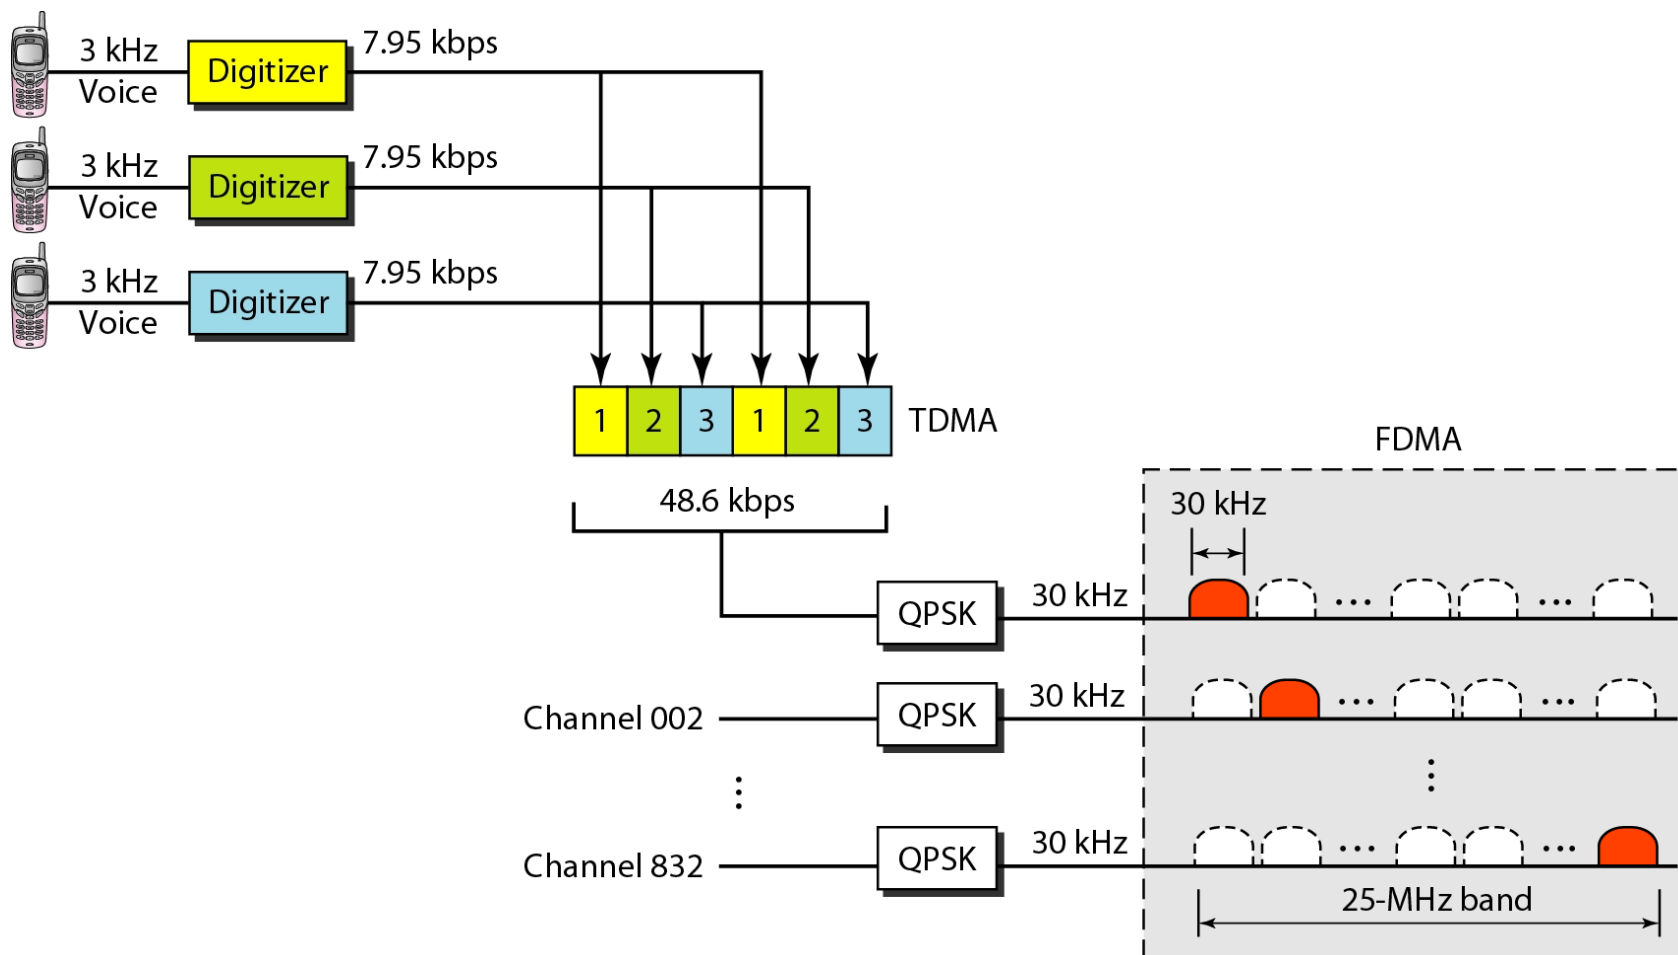 3 kHz
Voice
Digitizer
7.95 kbps
3 kHz
Voice
Digitizer
7.95 kbps
3 kHz
Voice
Digitizer
7.95 kbps
1 2 3 1 2 3 TDMA
48.6 kbps
FDMA
30 kHz
QPSK 30 kHz ... ...
Channel 002 QPSK 30 kHz ... ...
⋮ ⋮
Channel 832 QPSK 30 kHz ... ...
25-MHz band